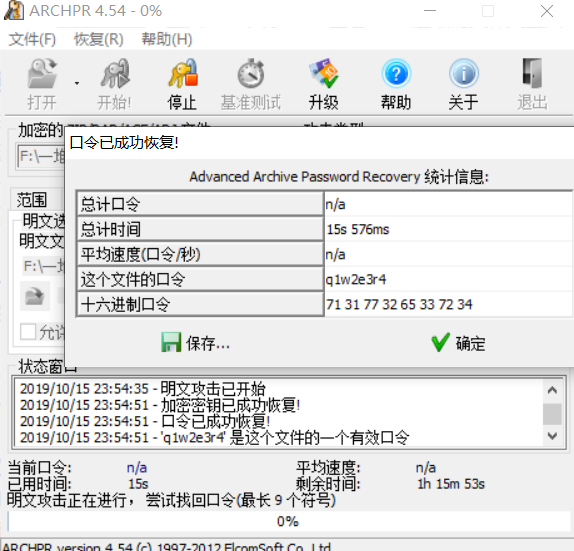 ARCHPR 4.54 - 0%
文件(F) 恢复(R) 帮助(H)
打开 开始! 停止 基准测试 升级 帮助 关于 退出
加密的
F:\一堆
口令已成功恢复!
Advanced Archive Password Recovery 统计信息:
总计口令 n/a
总计时间 15s 576ms
平均速度(口令/秒) n/a
这个文件的口令 q1w2e3r4
十六进制口令 71 31 77 32 65 33 72 34
保存... 确定
范围
明文选
明文文
F:\一堆
允许
状态窗口
2019/10/15 23:54:35 - 明文攻击已开始
2019/10/15 23:54:51 - 加密密钥已成功恢复!
2019/10/15 23:54:51 - 口令已成功恢复!
2019/10/15 23:54:51 - 'q1w2e3r4' 是这个文件的一个有效口令
当前口令: n/a 平均速度: n/a
已用时间: 15s 剩余时间: 1h 15m 53s
明文攻击正在进行，尝试找回口令(最长 9 个符号)
0%
ARCHPR version 4.54 (c) 1997-2012 ElcomSoft Co. Ltd.